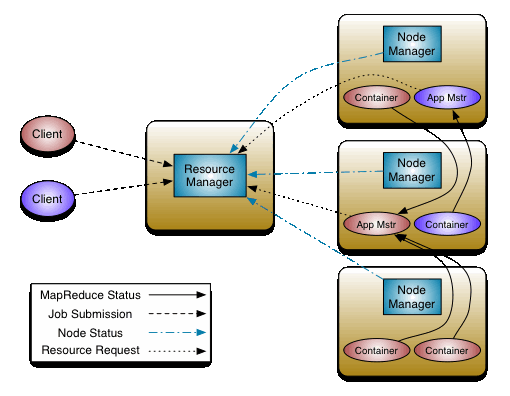 Node
Manager
Container
App Mstr
Client
Client
Resource
Manager
Node
Manager
App Mstr
Container
Node
Manager
Container
Container
MapReduce Status
Job Submission
Node Status
Resource Request